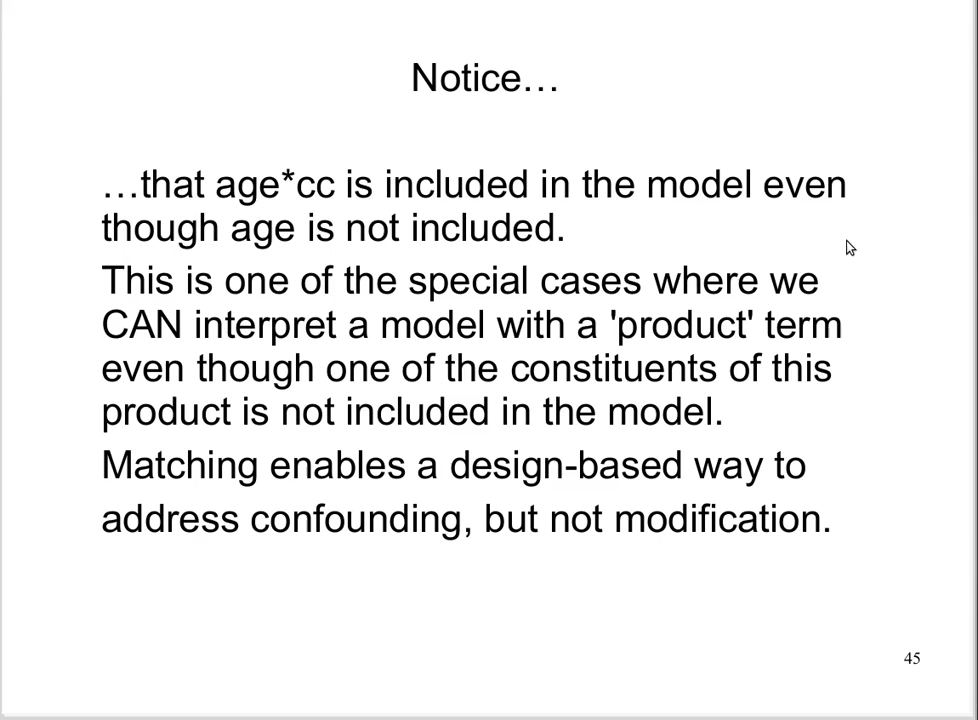 Notice…
…that age*cc is included in the model even
though age is not included.
This is one of the special cases where we
CAN interpret a model with a 'product' term
even though one of the constituents of this
product is not included in the model.
Matching enables a design-based way to
address confounding, but not modification.
45